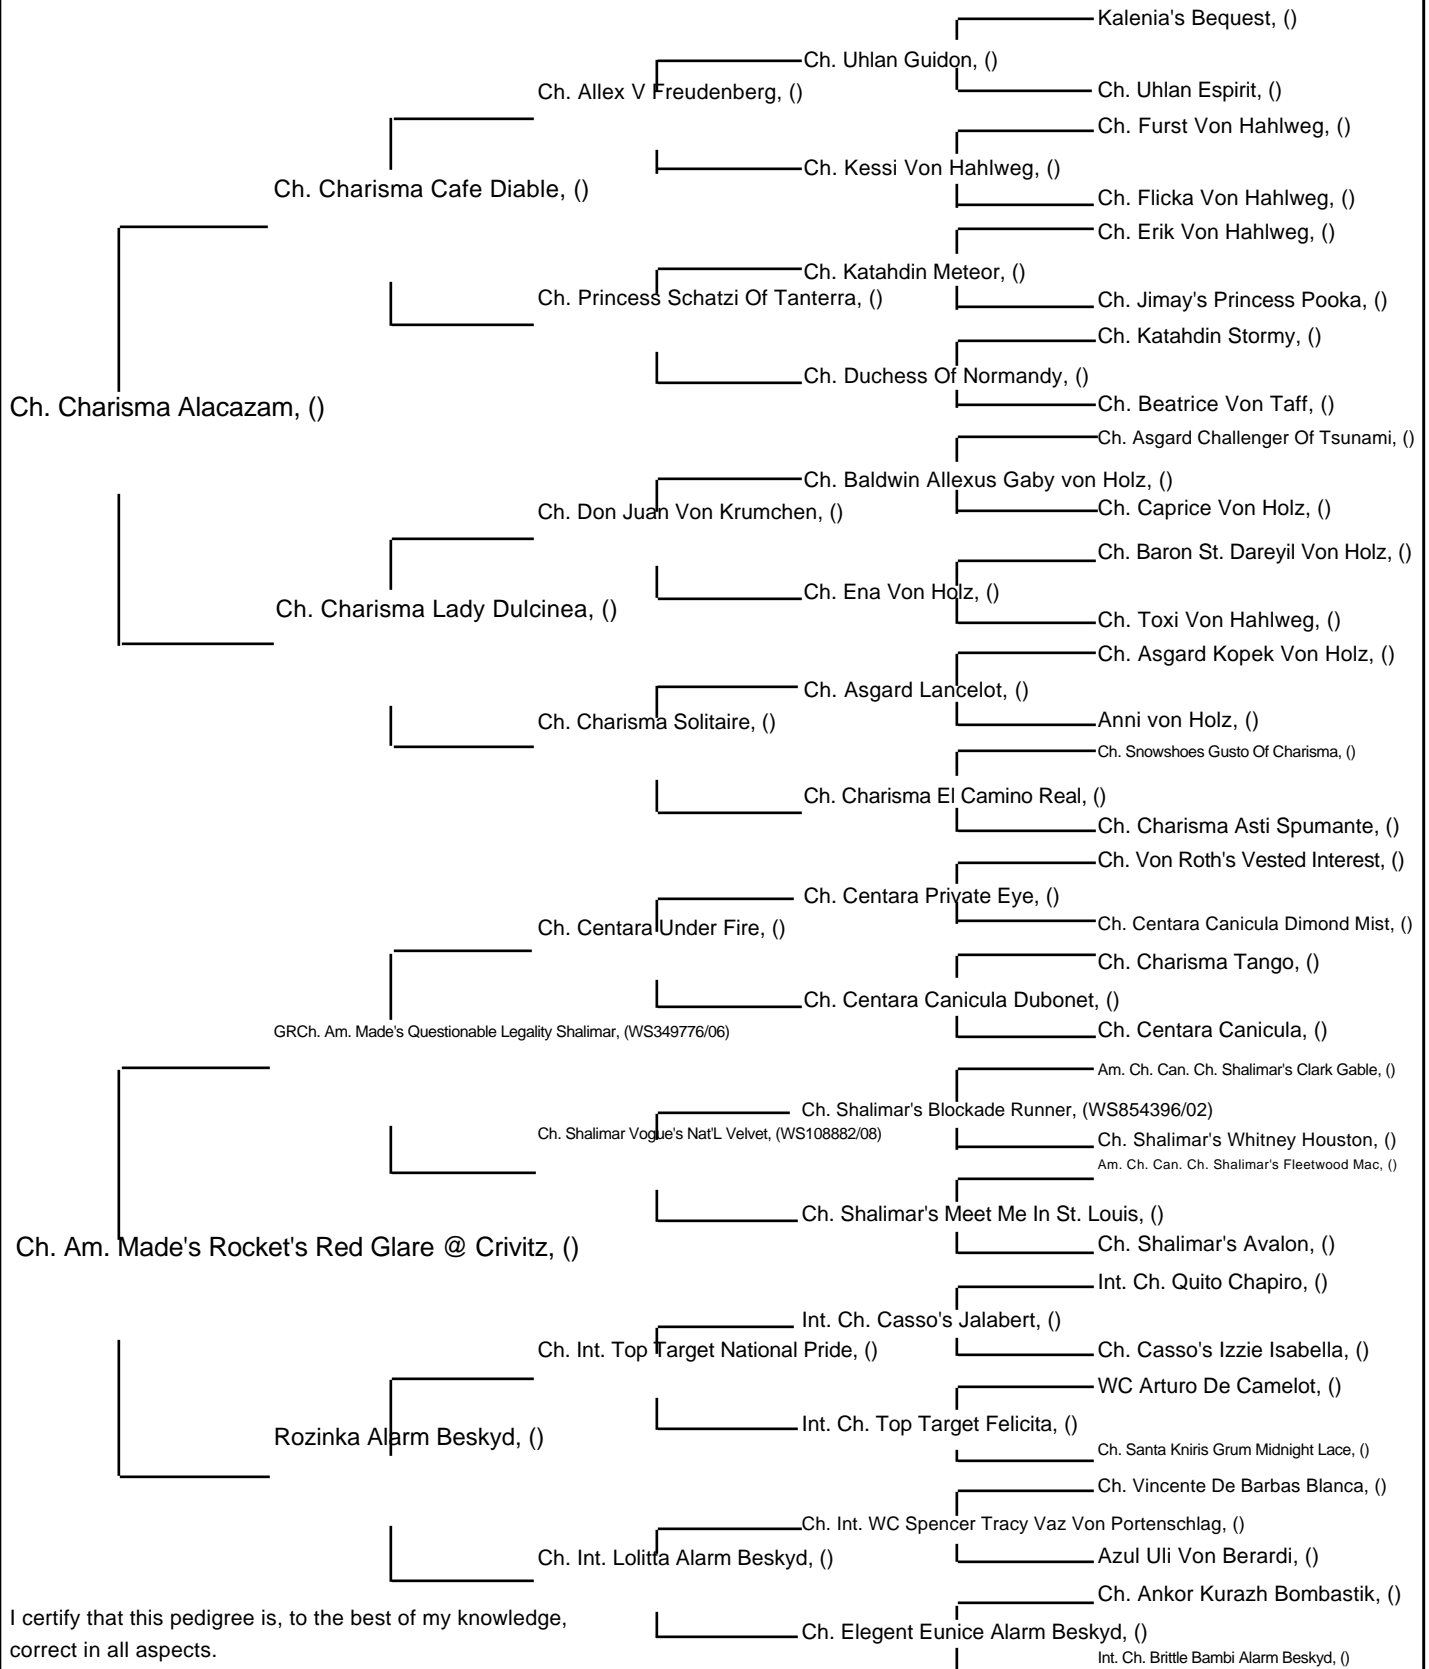 Kalenia's Bequest, ()
Ch. Uhlan Guidon, ()
Ch. Allex V Freudenberg, ()
Ch. Uhlan Espirit, ()
Ch. Furst Von Hahlweg, ()
Ch. Kessi Von Hahlweg, ()
Ch. Charisma Cafe Diable, ()
Ch. Flicka Von Hahlweg, ()
Ch. Erik Von Hahlweg, ()
Ch. Katahdin Meteor, ()
Ch. Princess Schatzi Of Tanterra, ()
Ch. Jimay's Princess Pooka, ()
Ch. Katahdin Stormy, ()
Ch. Duchess Of Normandy, ()
Ch. Charisma Alacazam, ()
Ch. Beatrice Von Taff, ()
Ch. Asgard Challenger Of Tsunami, ()
Ch. Baldwin Allexus Gaby von Holz, ()
Ch. Don Juan Von Krumchen, ()
Ch. Caprice Von Holz, ()
Ch. Baron St. Dareyil Von Holz, ()
Ch. Ena Von Holz, ()
Ch. Charisma Lady Dulcinea, ()
Ch. Toxi Von Hahlweg, ()
Ch. Asgard Kopek Von Holz, ()
Ch. Asgard Lancelot, ()
Ch. Charisma Solitaire, ()
Anni von Holz, ()
Ch. Snowshoes Gusto Of Charisma, ()
Ch. Charisma El Camino Real, ()
Ch. Charisma Asti Spumante, ()
Ch. Von Roth's Vested Interest, ()
Ch. Centara Private Eye, ()
Ch. Centara Under Fire, ()
Ch. Centara Canicula Dimond Mist, ()
Ch. Charisma Tango, ()
Ch. Centara Canicula Dubonet, ()
GRCh. Am. Made's Questionable Legality Shalimar, (WS349776/06)
Ch. Centara Canicula, ()
Am. Ch. Can. Ch. Shalimar's Clark Gable, ()
Ch. Shalimar's Blockade Runner, (WS854396/02)
Ch. Shalimar Vogue's Nat'L Velvet, (WS108882/08)
Ch. Shalimar's Whitney Houston, ()
Am. Ch. Can. Ch. Shalimar's Fleetwood Mac, ()
Ch. Shalimar's Meet Me In St. Louis, ()
Ch. Am. Made's Rocket's Red Glare @ Crivitz, ()
Ch. Shalimar's Avalon, ()
Int. Ch. Quito Chapiro, ()
Int. Ch. Casso's Jalabert, ()
Ch. Int. Top Target National Pride, ()
Ch. Casso's Izzie Isabella, ()
WC Arturo De Camelot, ()
Int. Ch. Top Target Felicita, ()
Rozinka Alarm Beskyd, ()
Ch. Santa Kniris Grum Midnight Lace, ()
Ch. Vincente De Barbas Blanca, ()
Ch. Int. WC Spencer Tracy Vaz Von Portenschlag, ()
Ch. Int. Lolitta Alarm Beskyd, ()
Azul Uli Von Berardi, ()
Ch. Ankor Kurazh Bombastik, ()
Ch. Elegent Eunice Alarm Beskyd, ()
Int. Ch. Brittle Bambi Alarm Beskyd, ()
I certify that this pedigree is, to the best of my knowledge,
correct in all aspects.